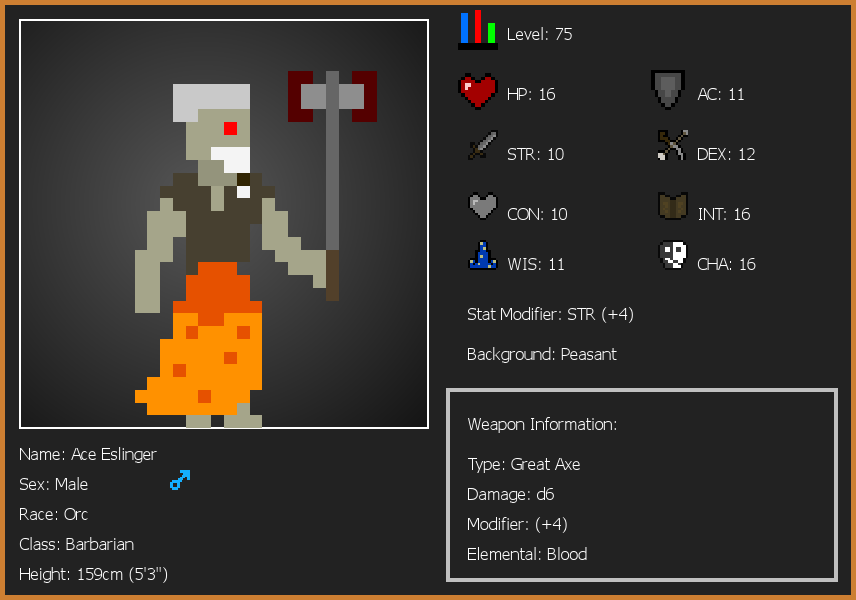 Level: 75
HP: 16
AC: 11
STR: 10
DEX: 12
CON: 10
INT: 16
WIS: 11
CHA: 16
Stat Modifier: STR (+4)
Background: Peasant
Weapon Information:
Type: Great Axe
Damage: d6
Modifier: (+4)
Elemental: Blood
Name: Ace Eslinger
Sex: Male
Race: Orc
Class: Barbarian
Height: 159cm (5'3")